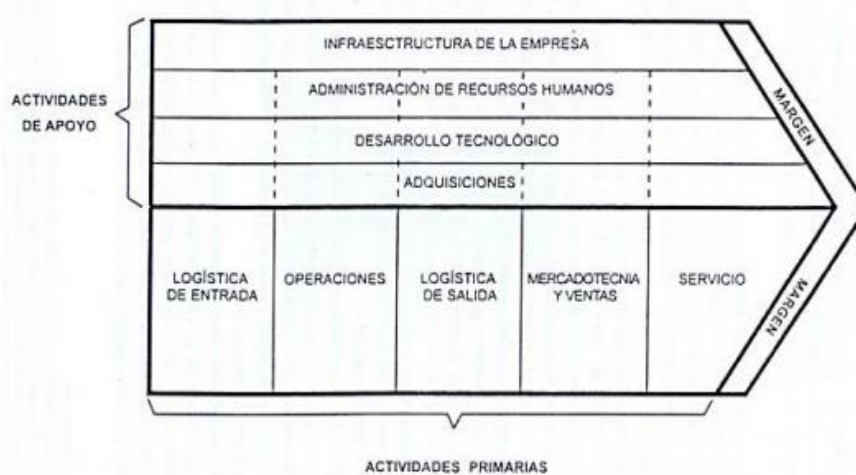 INFRAESCTRUCTURA DE LA EMPRESA
ADMINISTRACIÓN DE RECURSOS HUMANOS
DESARROLLO TECNOLÓGICO
ADQUISICIONES
ACTIVIDADES
DE APOYO
MARGEN
LOGÍSTICA
DE ENTRADA
OPERACIONES
LOGÍSTICA
DE SALIDA
MERCADOTECNIA
Y VENTAS
SERVICIO
MARGEN
ACTIVIDADES PRIMARIAS